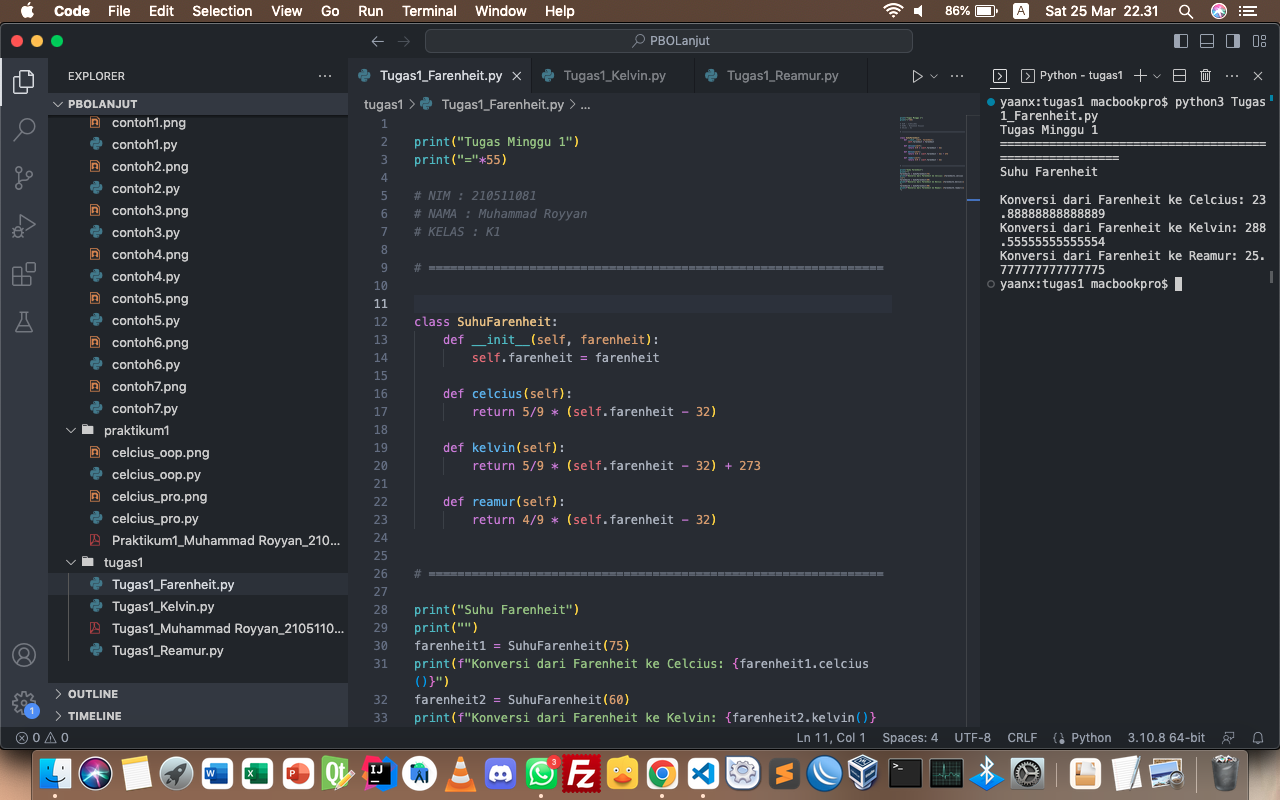 Code File Edit Selection View Go Run Terminal Window Help 86% A Sat 25 Mar 22.31
PBOLanjut
EXPLORER
PBOLANJUT
contoh1.png
contoh1.py
contoh2.png
contoh2.py
contoh3.png
contoh3.py
contoh4.png
contoh4.py
contoh5.png
contoh5.py
contoh6.png
contoh6.py
contoh7.png
contoh7.py
praktikum1
celcius_oop.png
celcius_oop.py
celcius_pro.png
celcius_pro.py
Praktikum1_Muhammad Royyan_210...
tugas1
Tugas1_Farenheit.py
Tugas1_Kelvin.py
Tugas1_Muhammad Royyan_2105110...
Tugas1_Reamur.py
OUTLINE
TIMELINE
1
Tugas1_Farenheit.py Tugas1_Kelvin.py Tugas1_Reamur.py
tugas1 > Tugas1_Farenheit.py > ...
1
2 print("Tugas Minggu 1")
3 print("="*55)
4
5 # NIM : 210511081
6 # NAMA : Muhammad Royyan
7 # KELAS : K1
8
9 # ===============================================================
10
11
12 class SuhuFarenheit:
13 def __init__(self, farenheit):
14 self.farenheit = farenheit
15
16 def celcius(self):
17 return 5/9 * (self.farenheit - 32)
18
19 def kelvin(self):
20 return 5/9 * (self.farenheit - 32) + 273
21
22 def reamur(self):
23 return 4/9 * (self.farenheit - 32)
24
25
26 # ===============================================================
27
28 print("Suhu Farenheit")
29 print("")
30 farenheit1 = SuhuFarenheit(75)
31 print(f"Konversi dari Farenheit ke Celcius: {farenheit1.celcius
()}")
32 farenheit2 = SuhuFarenheit(60)
33 print(f"Konversi dari Farenheit ke Kelvin: {farenheit2.kelvin()}
Python - tugas1
yaanx:tugas1 macbookpro$ python3 Tugas
1_Farenheit.py
Tugas Minggu 1
======================================
=================
Suhu Farenheit
Konversi dari Farenheit ke Celcius: 23
.88888888888889
Konversi dari Farenheit ke Kelvin: 288
.55555555555554
Konversi dari Farenheit ke Reamur: 25.
777777777777775
yaanx:tugas1 macbookpro$
0 0 Ln 11, Col 1 Spaces: 4 UTF-8 CRLF Python 3.10.8 64-bit
W X P Qt IJ 3 FZ S